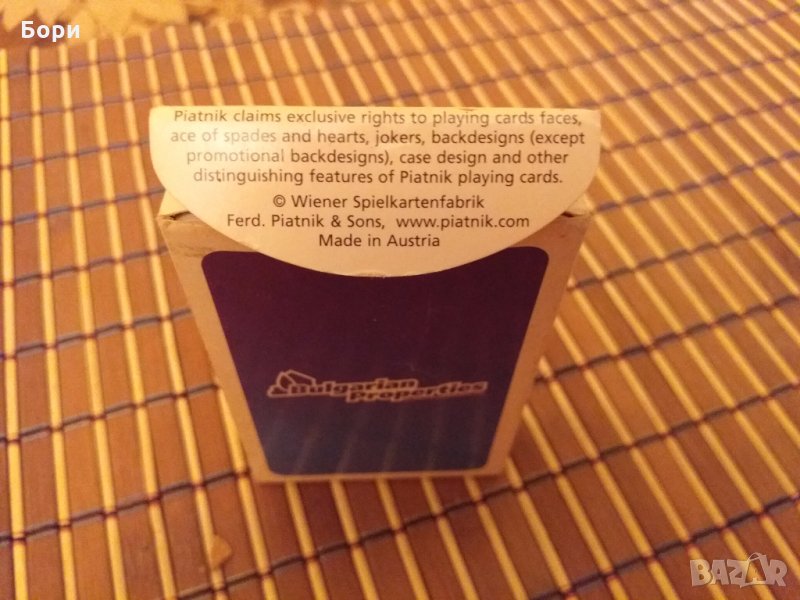 Бори
Piatnik claims exclusive rights to playing cards faces,
ace of spades and hearts, jokers, backdesigns (except
promotional backdesigns), case design and other
distinguishing features of Piatnik playing cards.
© Wiener Spielkartenfabrik
Ferd. Piatnik & Sons, www.piatnik.com
Made in Austria
Bulgarian
Properties
BAZAR